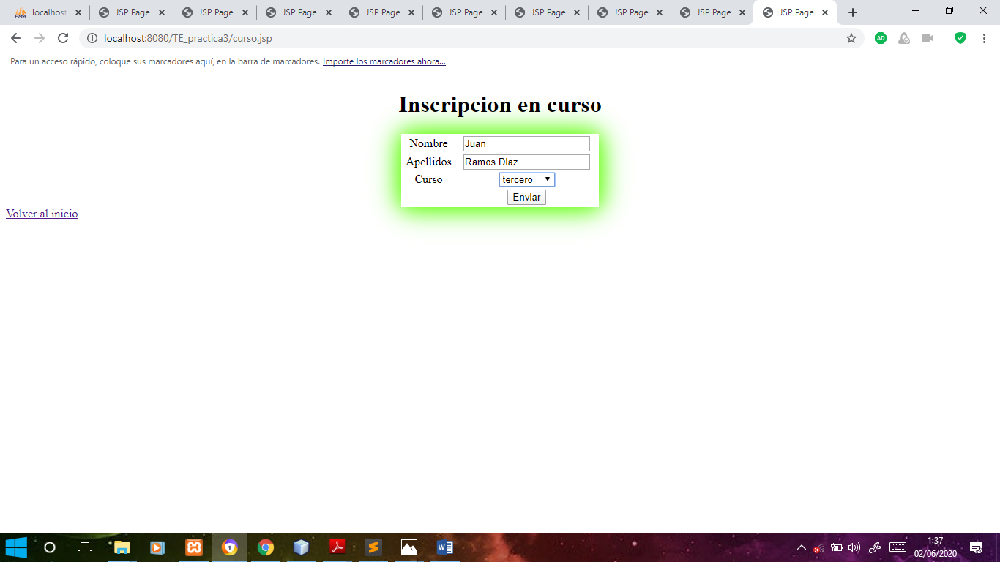 localhost
JSP Page
JSP Page
JSP Page
JSP Page
JSP Page
JSP Page
JSP Page
JSP Page
JSP Page
localhost:8080/TE_practica3/curso.jsp
Para un acceso rápido, coloque sus marcadores aquí, en la barra de marcadores. Importe los marcadores ahora...
Inscripcion en curso
Nombre Juan
Apellidos Ramos Diaz
Curso tercero
Enviar
Volver al inicio
1:37
02/06/2020